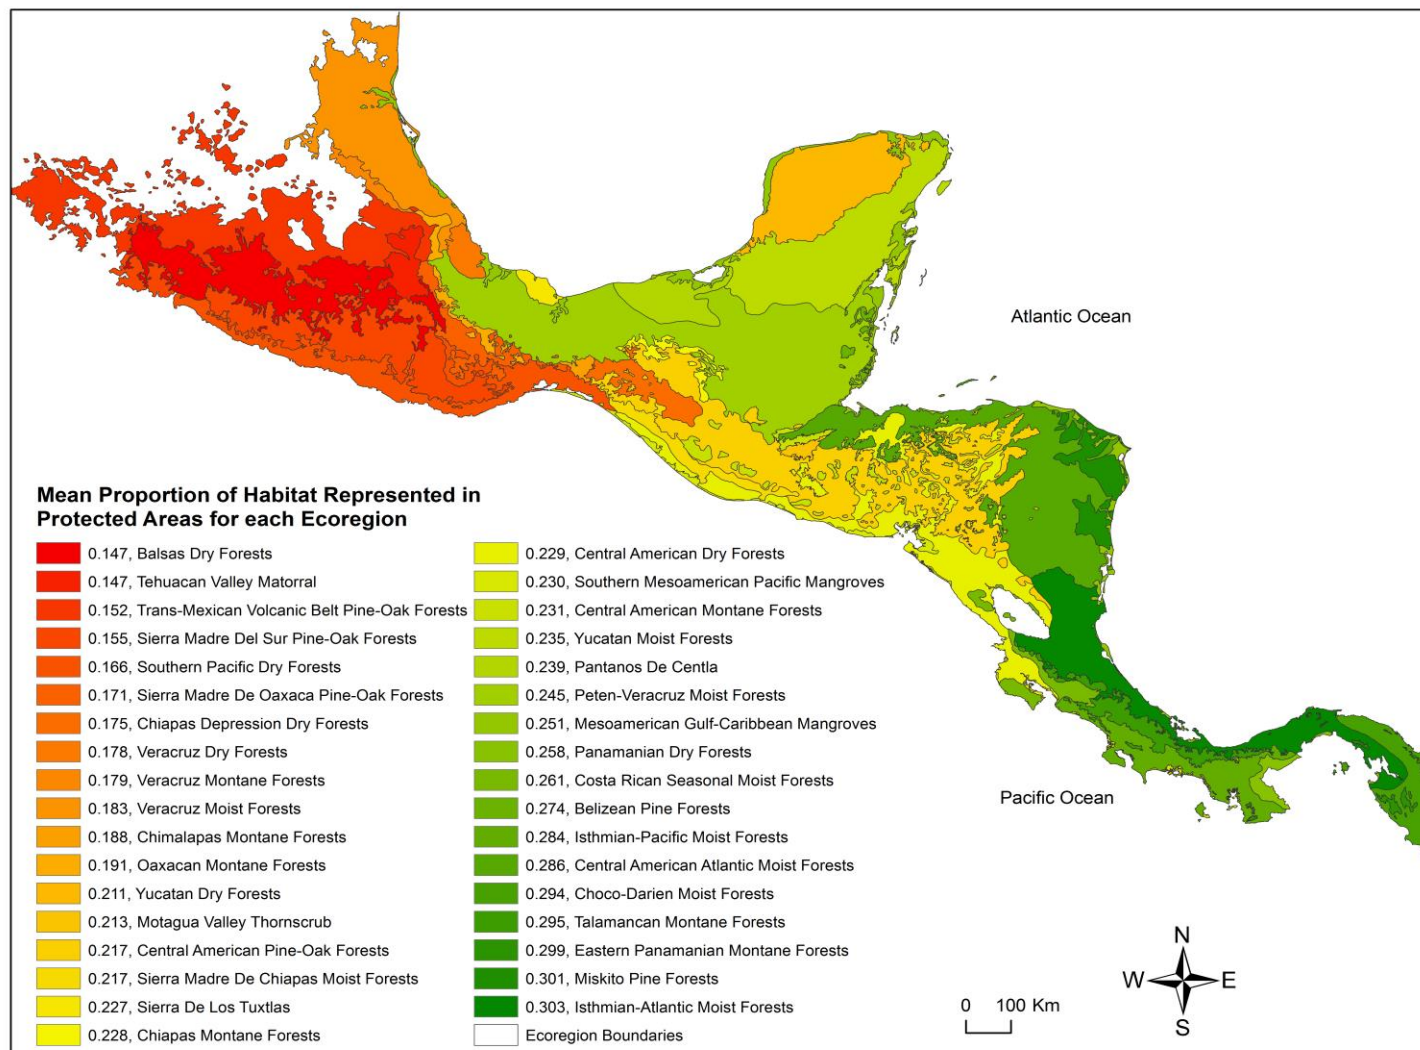 Atlantic Ocean
Mean Proportion of Habitat Represented in
Protected Areas for each Ecoregion
0.147, Balsas Dry Forests
0.147, Tehuacan Valley Matorral
0.152, Trans-Mexican Volcanic Belt Pine-Oak Forests
0.155, Sierra Madre Del Sur Pine-Oak Forests
0.166, Southern Pacific Dry Forests
0.171, Sierra Madre De Oaxaca Pine-Oak Forests
0.175, Chiapas Depression Dry Forests
0.178, Veracruz Dry Forests
0.179, Veracruz Montane Forests
0.183, Veracruz Moist Forests
0.188, Chimalapas Montane Forests
0.191, Oaxacan Montane Forests
0.211, Yucatan Dry Forests
0.213, Motagua Valley Thornscrub
0.217, Central American Pine-Oak Forests
0.217, Sierra Madre De Chiapas Moist Forests
0.227, Sierra De Los Tuxtlas
0.228, Chiapas Montane Forests
0.229, Central American Dry Forests
0.230, Southern Mesoamerican Pacific Mangroves
0.231, Central American Montane Forests
0.235, Yucatan Moist Forests
0.239, Pantanos De Centla
0.245, Peten-Veracruz Moist Forests
0.251, Mesoamerican Gulf-Caribbean Mangroves
0.258, Panamanian Dry Forests
0.261, Costa Rican Seasonal Moist Forests
0.274, Belizean Pine Forests
0.284, Isthmian-Pacific Moist Forests
0.286, Central American Atlantic Moist Forests
0.294, Choco-Darien Moist Forests
0.295, Talamancan Montane Forests
0.299, Eastern Panamanian Montane Forests
0.301, Miskito Pine Forests
0.303, Isthmian-Atlantic Moist Forests
Ecoregion Boundaries
Pacific Ocean
N
W E
S
0 100 Km